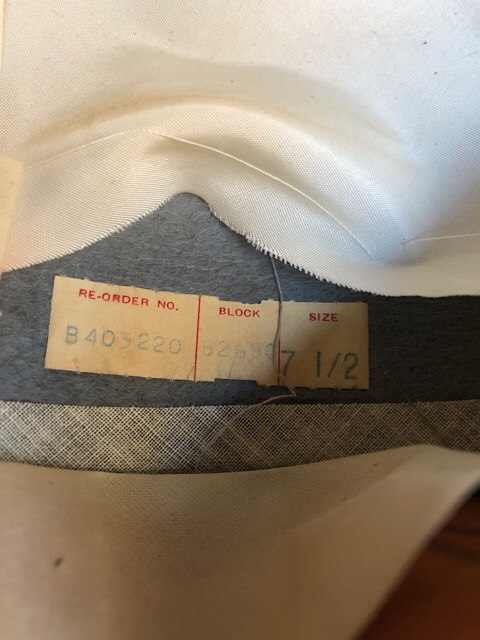 RE-ORDER NO. BLOCK SIZE
B403220 7 1/2